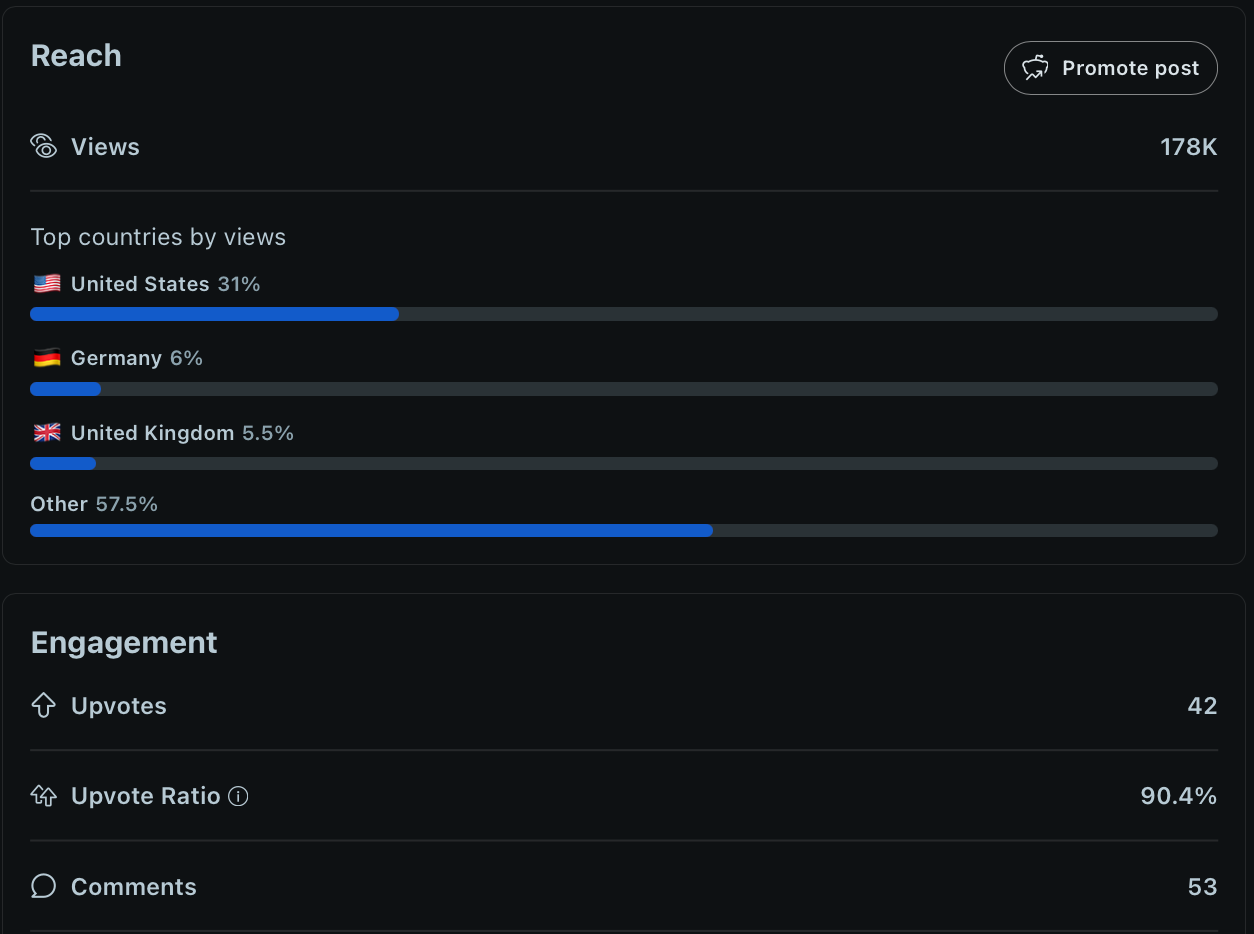 Reach
Promote post
Views 178K
Top countries by views
United States 31%
Germany 6%
United Kingdom 5.5%
Other 57.5%
Engagement
Upvotes 42
Upvote Ratio 90.4%
Comments 53